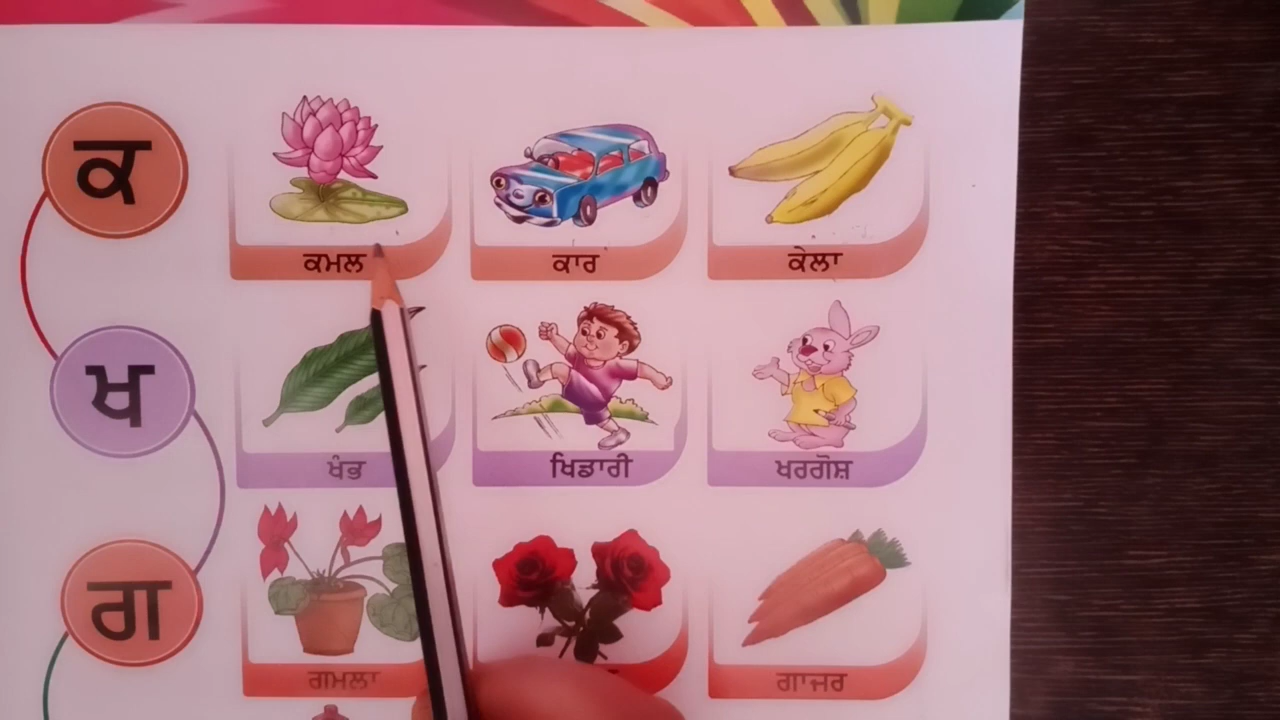 ਕ
ਕਮਲ ਕਾਰ ਕੇਲਾ
ਖ
ਖੰਭ ਖਿਡਾਰੀ ਖਰਗੋਸ਼
ਗ
ਗਮਲਾ ਗਾਜਰ